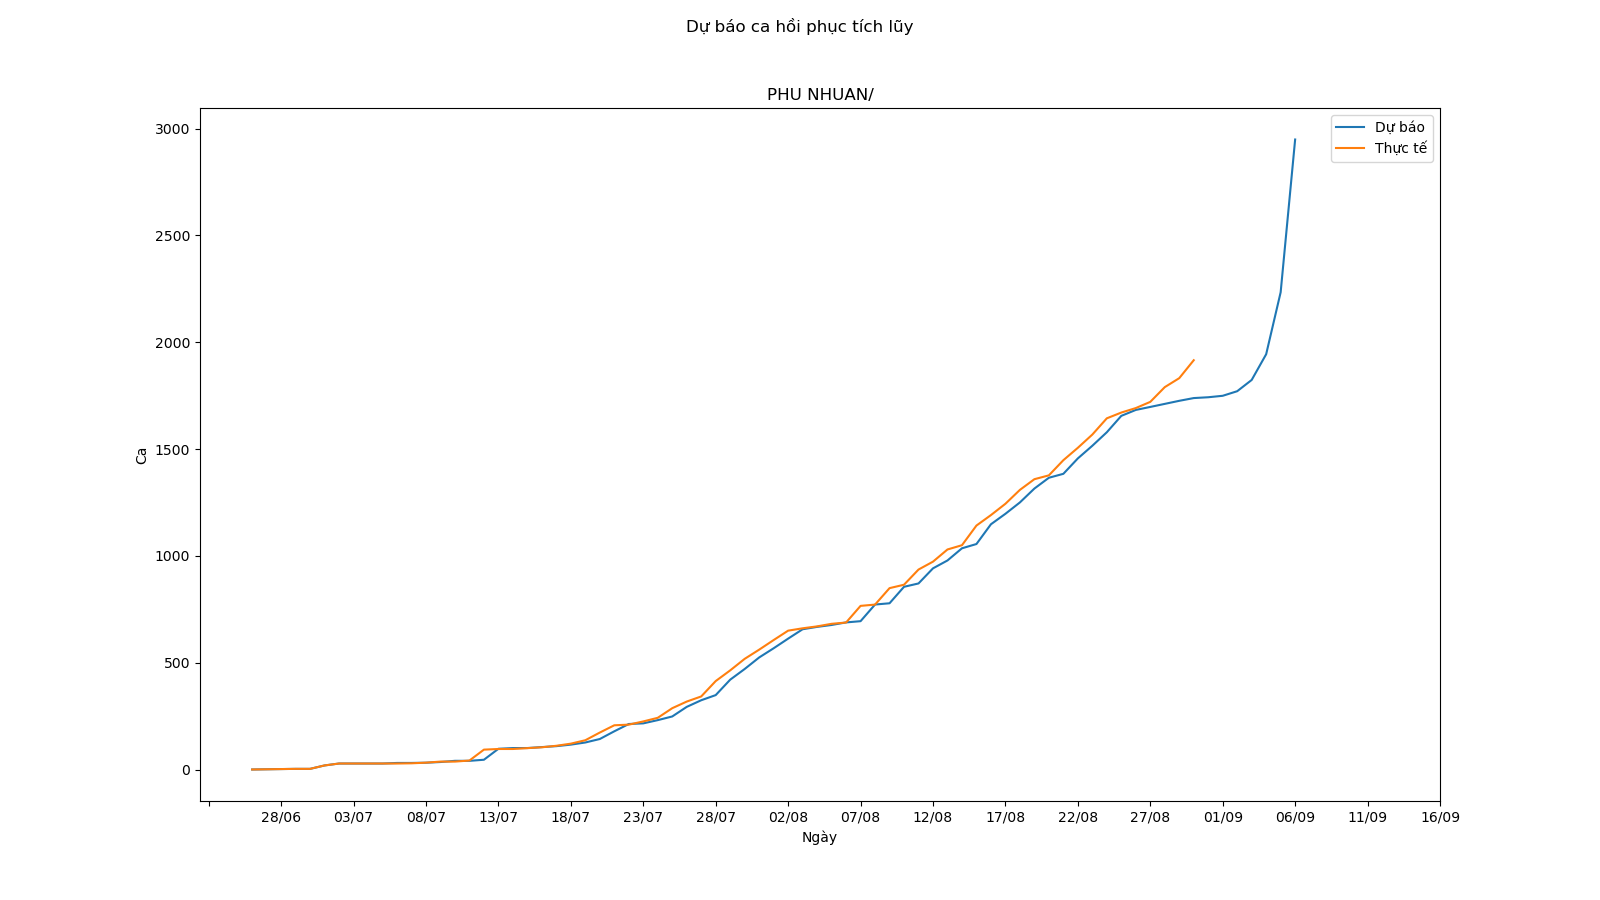 Dự báo ca hồi phục tích lũy
PHU NHUAN/
Dự báo
Thực tế
3000
2500
2000
1500
1000
500
0
Ca
28/06 03/07 08/07 13/07 18/07 23/07 28/07 02/08 07/08 12/08 17/08 22/08 27/08 01/09 06/09 11/09 16/09
Ngày